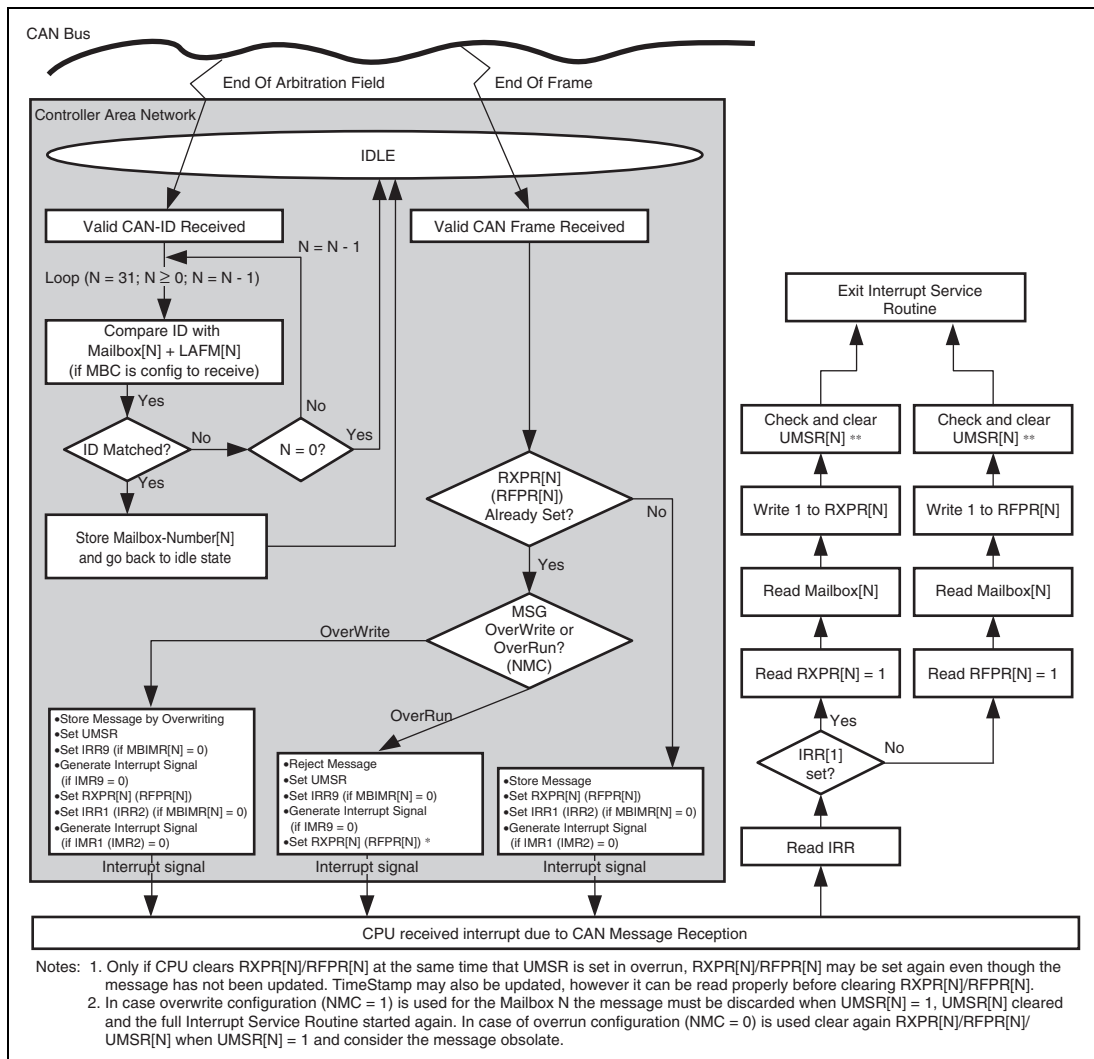 CAN Bus
End Of Arbitration Field
End Of Frame
Controller Area Network
IDLE
Valid CAN-ID Received
Valid CAN Frame Received
N = N - 1
Loop (N = 31; N ≥ 0; N = N - 1)
Compare ID with
Mailbox[N] + LAFM[N]
(if MBC is config to receive)
Yes
No
ID Matched?
No
N = 0?
Yes
Yes
Store Mailbox-Number[N]
and go back to idle state
RXPR[N]
(RFPR[N])
Already Set?
No
Yes
MSG
OverWrite or
OverRun?
(NMC)
OverWrite
OverRun
•Store Message by Overwriting
•Set UMSR
•Set IRR9 (if MBIMR[N] = 0)
•Generate Interrupt Signal
(if IMR9 = 0)
•Set RXPR[N] (RFPR[N])
•Set IRR1 (IRR2) (if MBIMR[N] = 0)
•Generate Interrupt Signal
(if IMR1 (IMR2) = 0)
•Reject Message
•Set UMSR
•Set IRR9 (if MBIMR[N] = 0)
•Generate Interrupt Signal
(if IMR9 = 0)
•Set RXPR[N] (RFPR[N]) *
•Store Message
•Set RXPR[N] (RFPR[N])
•Set IRR1 (IRR2) (if MBIMR[N] = 0)
•Generate Interrupt Signal
(if IMR1 (IMR2) = 0)
Interrupt signal
Interrupt signal
Interrupt signal
Exit Interrupt Service
Routine
Check and clear
UMSR[N] **
Check and clear
UMSR[N] **
Write 1 to RXPR[N]
Write 1 to RFPR[N]
Read Mailbox[N]
Read Mailbox[N]
Read RXPR[N] = 1
Read RFPR[N] = 1
Yes
No
IRR[1]
set?
Read IRR
CPU received interrupt due to CAN Message Reception
Notes: 1. Only if CPU clears RXPR[N]/RFPR[N] at the same time that UMSR is set in overrun, RXPR[N]/RFPR[N] may be set again even though the
message has not been updated. TimeStamp may also be updated, however it can be read properly before clearing RXPR[N]/RFPR[N].
2. In case overwrite configuration (NMC = 1) is used for the Mailbox N the message must be discarded when UMSR[N] = 1, UMSR[N] cleared
and the full Interrupt Service Routine started again. In case of overrun configuration (NMC = 0) is used clear again RXPR[N]/RFPR[N]/
UMSR[N] when UMSR[N] = 1 and consider the message obsolate.